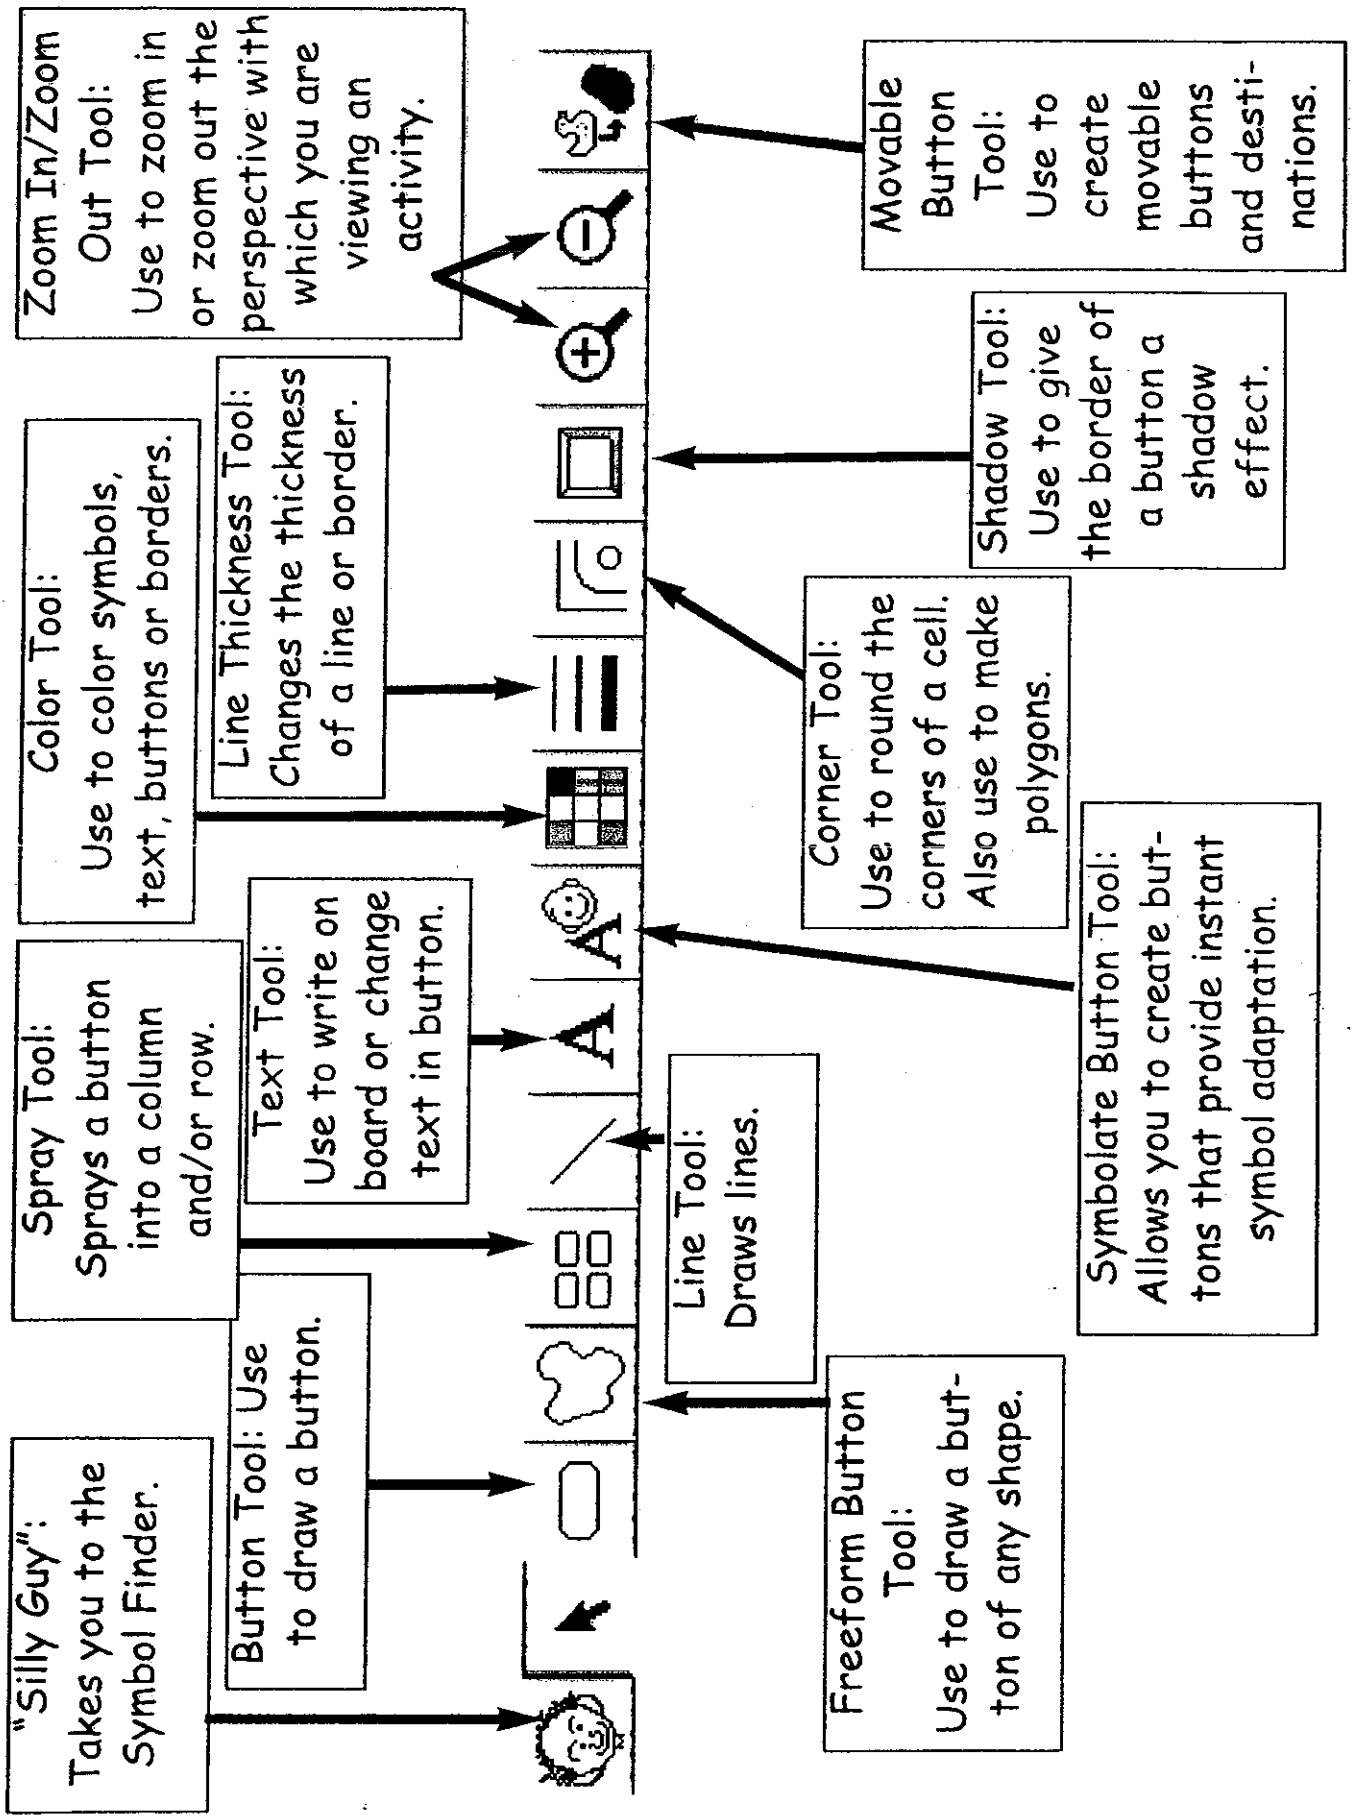 "Silly Guy":
Takes you to the
Symbol Finder.
Button Tool: Use
to draw a button.
Spray Tool:
Sprays a button
into a column
and/or row.
Text Tool:
Use to write on
board or change
text in button.
Color Tool:
Use to color symbols,
text, buttons or borders.
Line Thickness Tool:
Changes the thickness
of a line or border.
Zoom In/Zoom
Out Tool:
Use to zoom in
or zoom out the
perspective with
which you are
viewing an
activity.
A
A
Freeform Button
Tool:
Use to draw a but-
ton of any shape.
Line Tool:
Draws lines.
Symbolate Button Tool:
Allows you to create but-
tons that provide instant
symbol adaptation.
Corner Tool:
Use to round the
corners of a cell.
Also use to make
polygons.
Shadow Tool:
Use to give
the border of
a button a
shadow
effect.
Movable
Button
Tool:
Use to
create
movable
buttons
and desti-
nations.